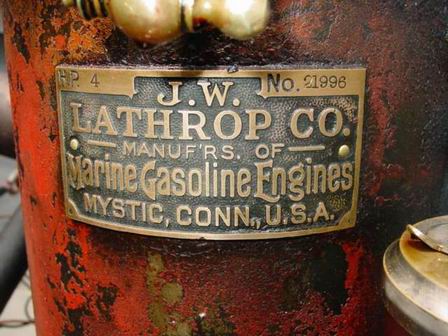 H.P. 4 No. 21996
J.W.
LATHROP CO.
MANUF'RS. OF
Marine Gasoline Engines
MYSTIC, CONN., U.S.A.